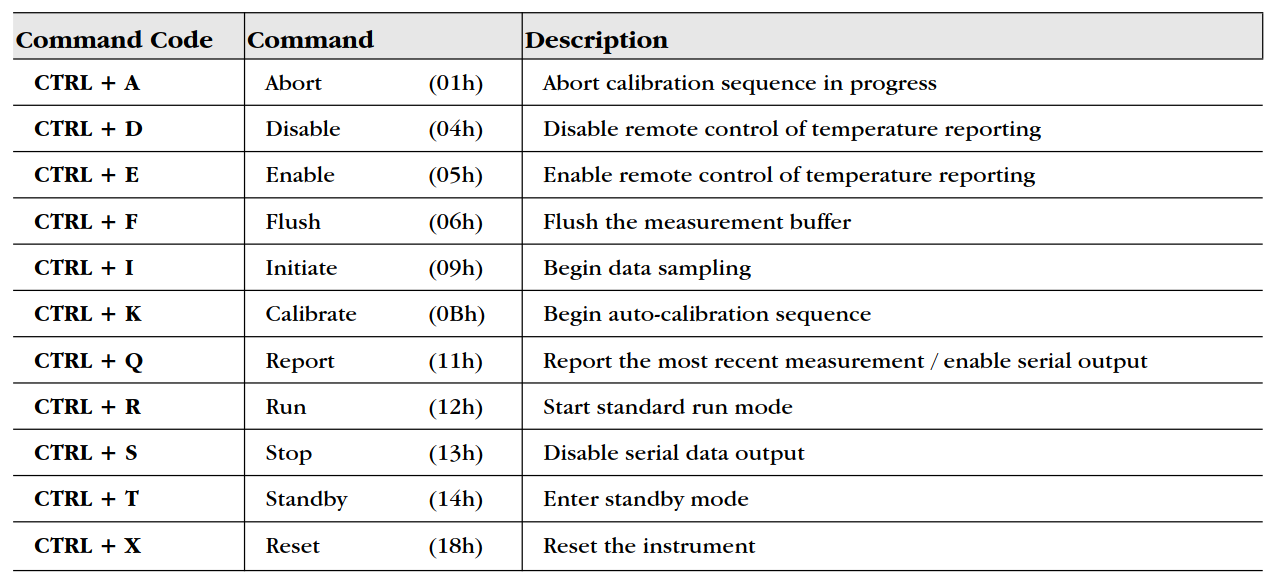 Command Code Command Description
CTRL + A Abort (01h) Abort calibration sequence in progress
CTRL + D Disable (04h) Disable remote control of temperature reporting
CTRL + E Enable (05h) Enable remote control of temperature reporting
CTRL + F Flush (06h) Flush the measurement buffer
CTRL + I Initiate (09h) Begin data sampling
CTRL + K Calibrate (0Bh) Begin auto-calibration sequence
CTRL + Q Report (11h) Report the most recent measurement / enable serial output
CTRL + R Run (12h) Start standard run mode
CTRL + S Stop (13h) Disable serial data output
CTRL + T Standby (14h) Enter standby mode
CTRL + X Reset (18h) Reset the instrument